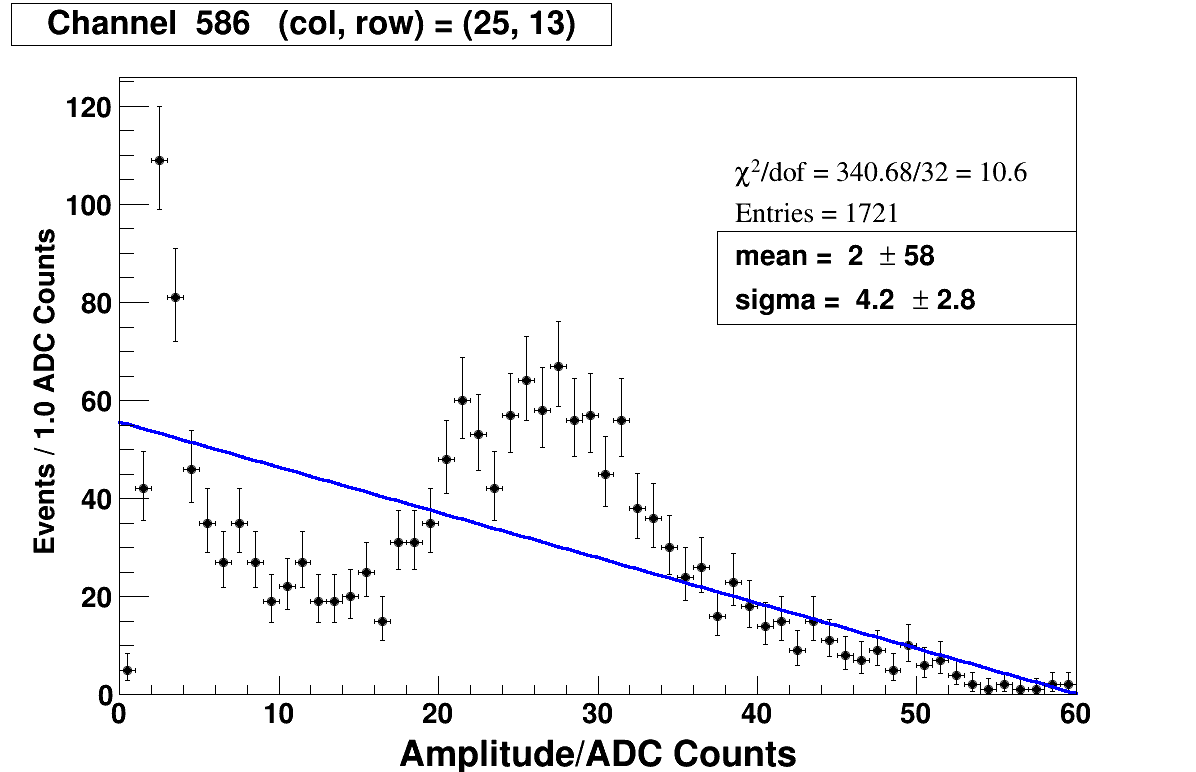 Channel 586 (col, row) = (25, 13)
120
100
80
60
40
20
0
Events / 1.0 ADC Counts
χ²/dof = 340.68/32 = 10.6
Entries = 1721
mean = 2 ± 58
sigma = 4.2 ± 2.8
0 10 20 30 40 50 60
Amplitude/ADC Counts